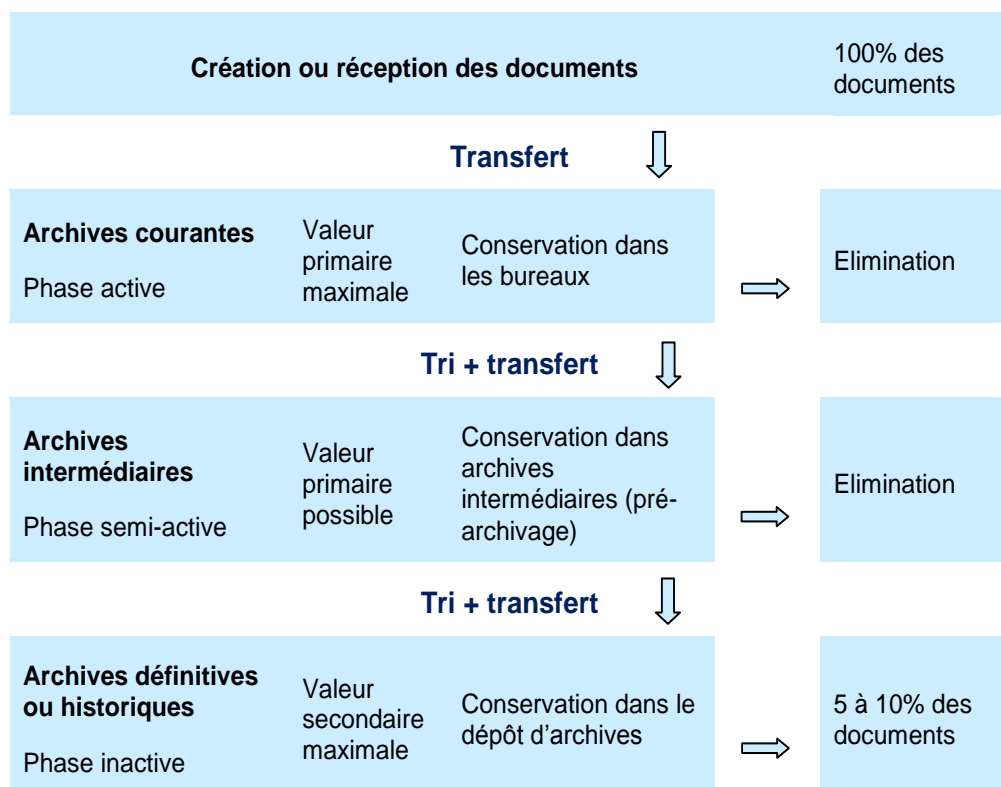 Création ou réception des documents
100% des
documents
Transfert
Archives courantes
Phase active
Valeur
primaire
maximale
Conservation dans
les bureaux
Elimination
Tri + transfert
Archives
intermédiaires
Phase semi-active
Valeur
primaire
possible
Conservation dans
archives
intermédiaires (pré-
archivage)
Elimination
Tri + transfert
Archives définitives
ou historiques
Phase inactive
Valeur
secondaire
maximale
Conservation dans le
dépôt d’archives
5 à 10% des
documents